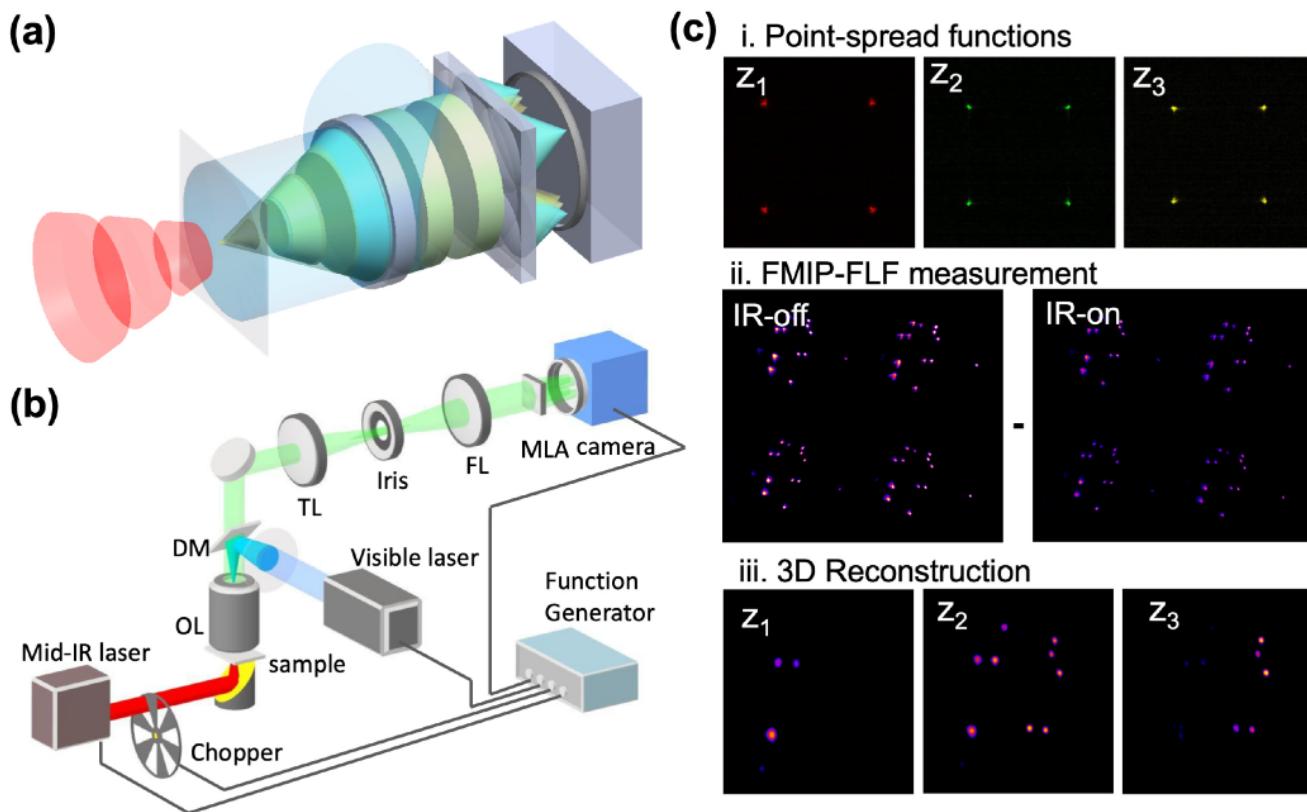 (a)
(b)
TL
Iris
FL
MLA camera
DM
Visible laser
OL
Function
Generator
Mid-IR laser
sample
Chopper
(c)
i. Point-spread functions
z1
z2
z3
ii. FMIP-FLF measurement
IR-off
-
IR-on
iii. 3D Reconstruction
z1
z2
z3